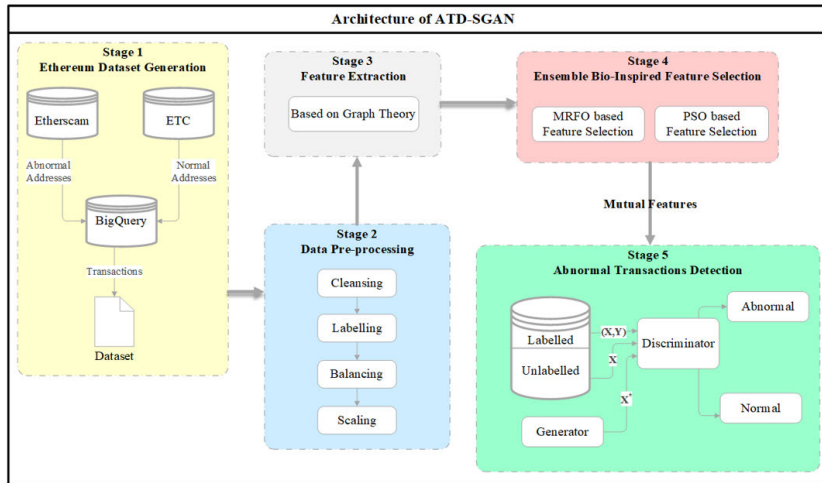 Architecture of ATD-SGAN
Stage 1
Ethereum Dataset Generation
Etherscam
ETC
Abnormal
Addresses
Normal
Addresses
BigQuery
Transactions
Dataset
Stage 2
Data Pre-processing
Cleansing
Labelling
Balancing
Scaling
Stage 3
Feature Extraction
Based on Graph Theory
Stage 4
Ensemble Bio-Inspired Feature Selection
MRFO based
Feature Selection
PSO based
Feature Selection
Mutual Features
Stage 5
Abnormal Transactions Detection
Labelled
Unlabelled
(X,Y)
X
X*
Generator
Discriminator
Abnormal
Normal